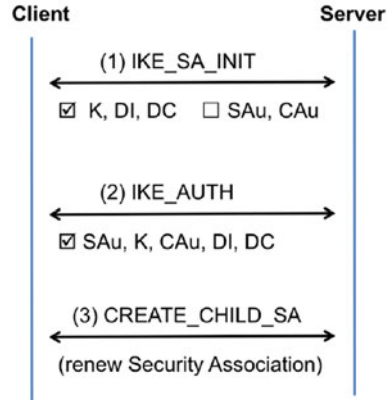 Client Server
(1) IKE_SA_INIT
☑ K, DI, DC ☐ SAu, CAu
(2) IKE_AUTH
☑ SAu, K, CAu, DI, DC
(3) CREATE_CHILD_SA
(renew Security Association)